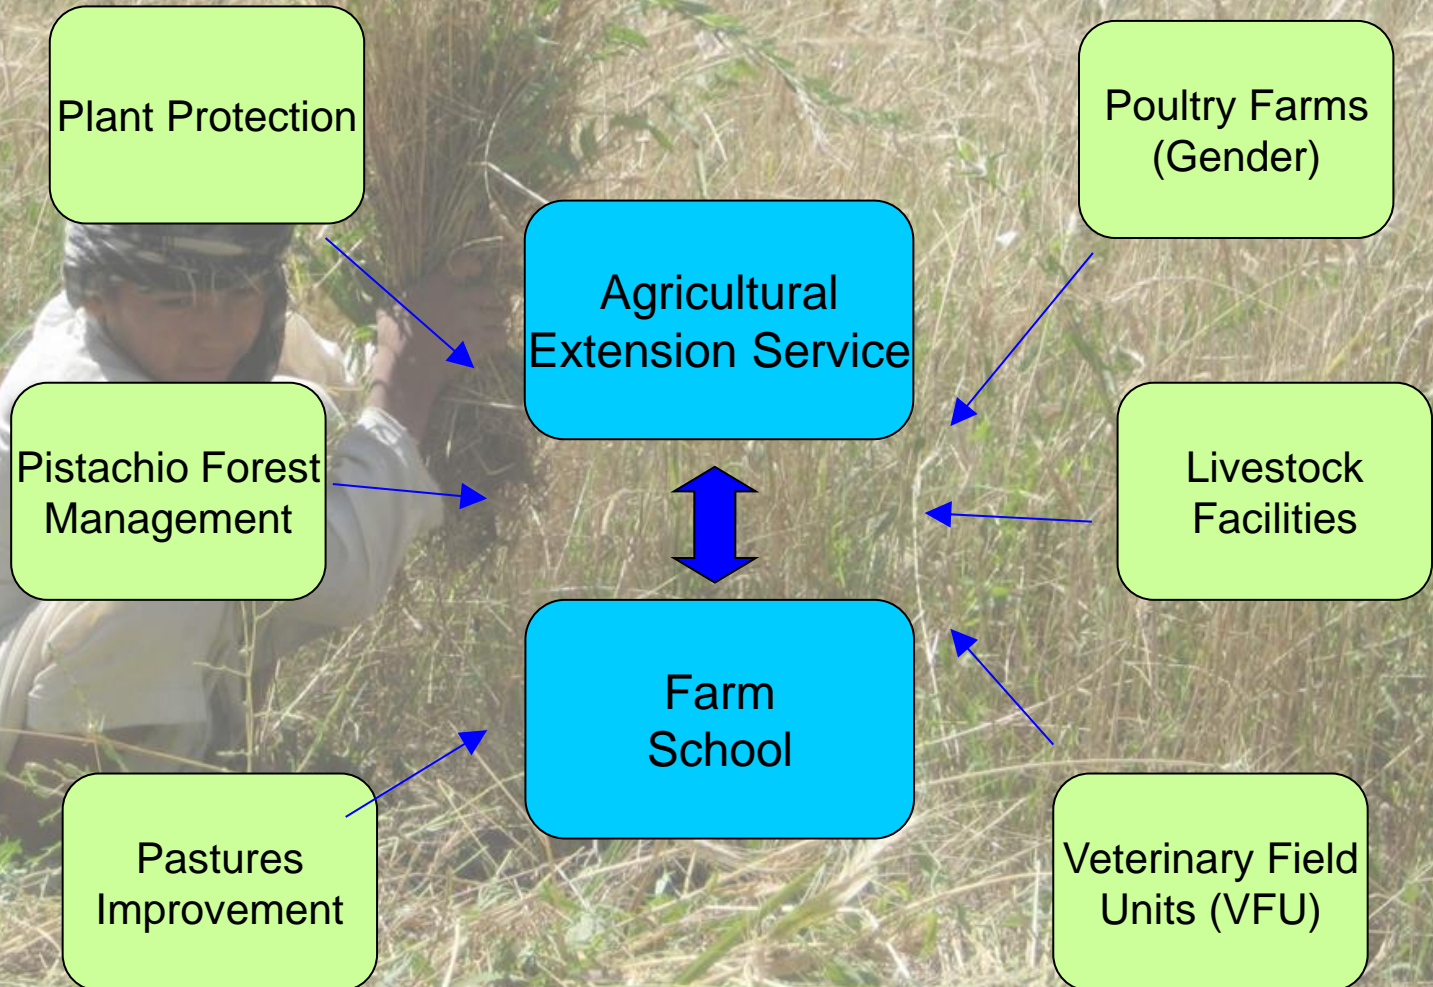 Plant Protection
Poultry Farms
(Gender)
Agricultural
Extension Service
Pistachio Forest
Management
Livestock
Facilities
Farm
School
Pastures
Improvement
Veterinary Field
Units (VFU)